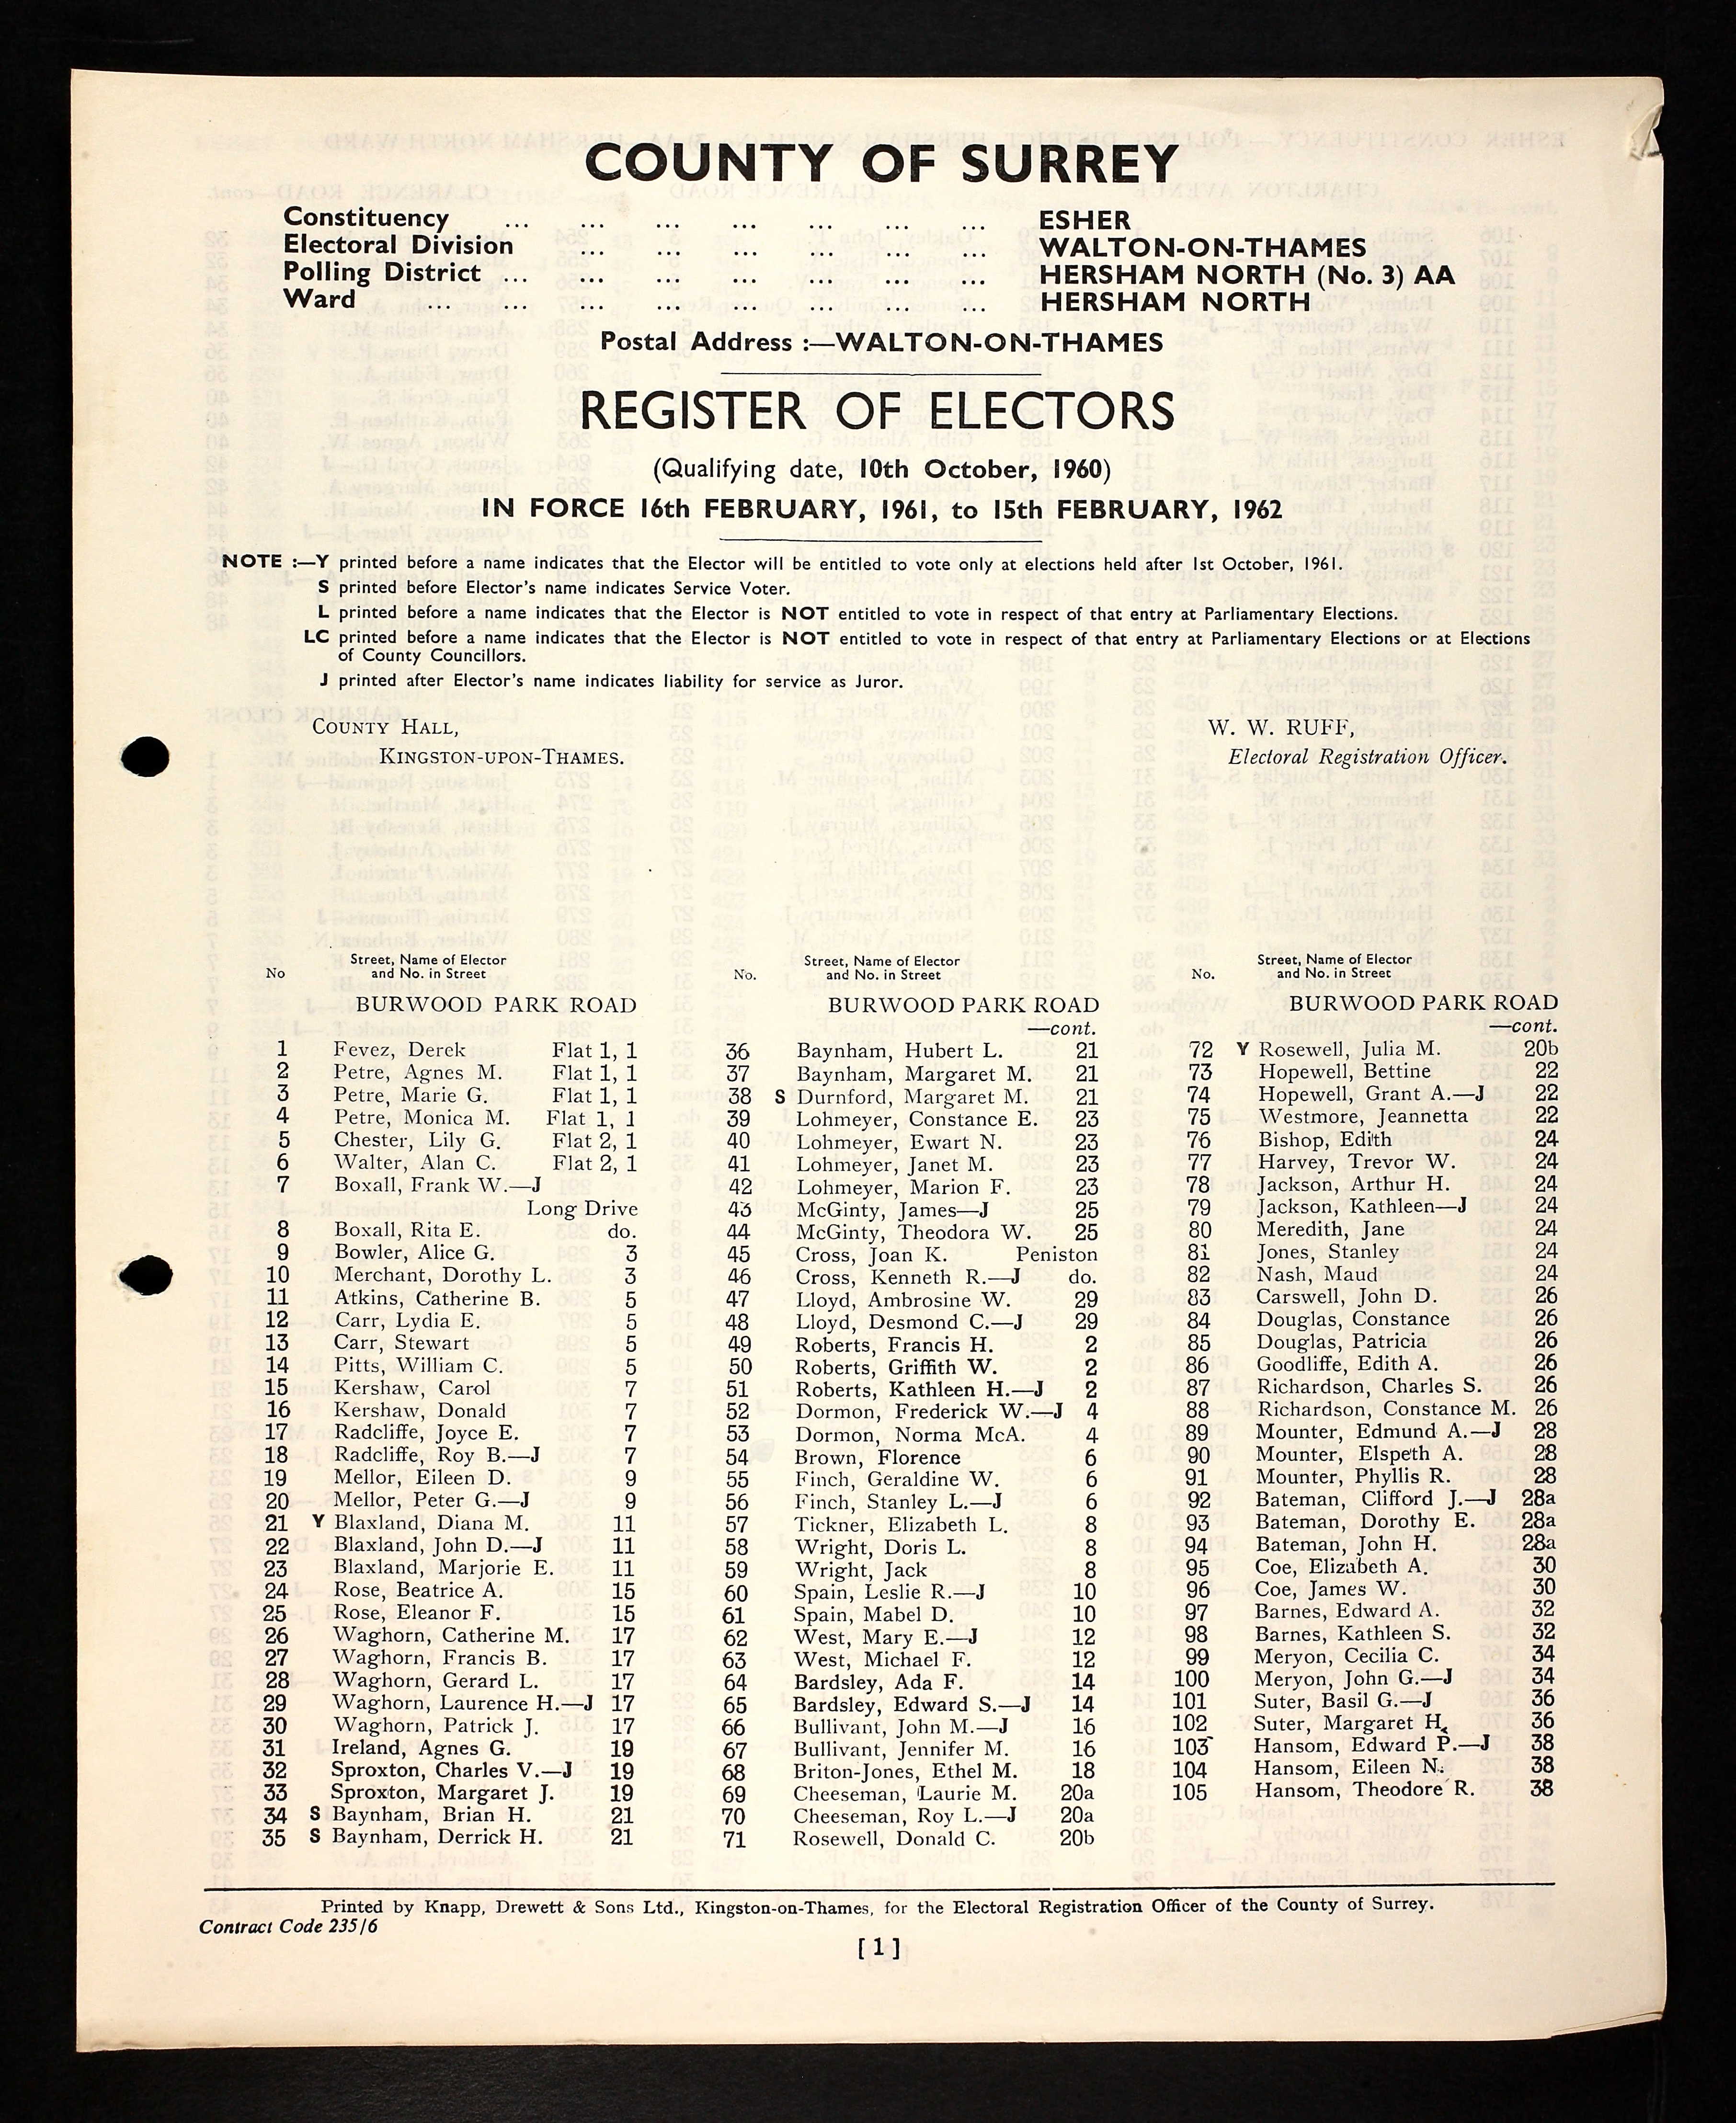 COUNTY OF SURREY
Constituency ... ... ... ... ... ... ... ESHER
Electoral Division ... ... ... ... ... ... WALTON-ON-THAMES
Polling District ... ... ... ... ... ... ... HERSHAM NORTH (No. 3) AA
Ward ... ... ... ... ... ... ... ... HERSHAM NORTH
Postal Address :—WALTON-ON-THAMES
REGISTER OF ELECTORS
(Qualifying date, 10th October, 1960)
IN FORCE 16th FEBRUARY, 1961, to 15th FEBRUARY, 1962
NOTE :—Y printed before a name indicates that the Elector will be entitled to vote only at elections held after 1st October, 1961.
S printed before Elector's name indicates Service Voter.
L printed before a name indicates that the Elector is NOT entitled to vote in respect of that entry at Parliamentary Elections.
LC printed before a name indicates that the Elector is NOT entitled to vote in respect of that entry at Parliamentary Elections or at Elections
of County Councillors.
J printed after Elector's name indicates liability for service as Juror.
COUNTY HALL,
KINGSTON-UPON-THAMES.
W. W. RUFF,
Electoral Registration Officer.
No
Street, Name of Elector
and No. in Street
BURWOOD PARK ROAD
1 Fevez, Derek Flat 1, 1
2 Petre, Agnes M. Flat 1, 1
3 Petre, Marie G. Flat 1, 1
4 Petre, Monica M. Flat 1, 1
5 Chester, Lily G. Flat 2, 1
6 Walter, Alan C. Flat 2, 1
7 Boxall, Frank W.—J
Long Drive
8 Boxall, Rita E. do.
9 Bowler, Alice G. 3
10 Merchant, Dorothy L. 3
11 Atkins, Catherine B. 5
12 Carr, Lydia E. 5
13 Carr, Stewart 5
14 Pitts, William C. 5
15 Kershaw, Carol 7
16 Kershaw, Donald 7
17 Radcliffe, Joyce E. 7
18 Radcliffe, Roy B.—J 7
19 Mellor, Eileen D. 9
20 Mellor, Peter G.—J 9
21 Y Blaxland, Diana M. 11
22 Blaxland, John D.—J 11
23 Blaxland, Marjorie E. 11
24 Rose, Beatrice A. 15
25 Rose, Eleanor F. 15
26 Waghorn, Catherine M. 17
27 Waghorn, Francis B. 17
28 Waghorn, Gerard L. 17
29 Waghorn, Laurence H.—J 17
30 Waghorn, Patrick J. 17
31 Ireland, Agnes G. 19
32 Sproxton, Charles V.—J 19
33 Sproxton, Margaret J. 19
34 S Baynham, Brian H. 21
35 S Baynham, Derrick H. 21
No.
Street, Name of Elector
and No. in Street
BURWOOD PARK ROAD
—cont.
36 Baynham, Hubert L. 21
37 Baynham, Margaret M. 21
38 S Durnford, Margaret M. 21
39 Lohmeyer, Constance E. 23
40 Lohmeyer, Ewart N. 23
41 Lohmeyer, Janet M. 23
42 Lohmeyer, Marion F. 23
43 McGinty, James—J 25
44 McGinty, Theodora W. 25
45 Cross, Joan K. Peniston
46 Cross, Kenneth R.—J do.
47 Lloyd, Ambrosine W. 29
48 Lloyd, Desmond C.—J 29
49 Roberts, Francis H. 2
50 Roberts, Griffith W. 2
51 Roberts, Kathleen H.—J 2
52 Dormon, Frederick W.—J 4
53 Dormon, Norma McA. 4
54 Brown, Florence 6
55 Finch, Geraldine W. 6
56 Finch, Stanley L.—J 6
57 Tickner, Elizabeth L. 8
58 Wright, Doris L. 8
59 Wright, Jack 8
60 Spain, Leslie R.—J 10
61 Spain, Mabel D. 10
62 West, Mary E.—J 12
63 West, Michael F. 12
64 Bardsley, Ada F. 14
65 Bardsley, Edward S.—J 14
66 Bullivant, John M.—J 16
67 Bullivant, Jennifer M. 16
68 Briton-Jones, Ethel M. 18
69 Cheeseman, Laurie M. 20a
70 Cheeseman, Roy L.—J 20a
71 Rosewell, Donald C. 20b
No.
Street, Name of Elector
and No. in Street
BURWOOD PARK ROAD
—cont.
72 Y Rosewell, Julia M. 20b
73 Hopewell, Bettine 22
74 Hopewell, Grant A.—J 22
75 Westmore, Jeannetta 22
76 Bishop, Edith 24
77 Harvey, Trevor W. 24
78 Jackson, Arthur H. 24
79 Jackson, Kathleen—J 24
80 Meredith, Jane 24
81 Jones, Stanley 24
82 Nash, Maud 24
83 Carswell, John D. 26
84 Douglas, Constance 26
85 Douglas, Patricia 26
86 Goodliffe, Edith A. 26
87 Richardson, Charles S. 26
88 Richardson, Constance M. 26
89 Mounter, Edmund A.—J 28
90 Mounter, Elspeth A. 28
91 Mounter, Phyllis R. 28
92 Bateman, Clifford J.—J 28a
93 Bateman, Dorothy E. 28a
94 Bateman, John H. 28a
95 Coe, Elizabeth A. 30
96 Coe, James W. 30
97 Barnes, Edward A. 32
98 Barnes, Kathleen S. 32
99 Meryon, Cecilia C. 34
100 Meryon, John G.—J 34
101 Suter, Basil G.—J 36
102 Suter, Margaret H. 36
103 Hansom, Edward P.—J 38
104 Hansom, Eileen N. 38
105 Hansom, Theodore R. 38
Printed by Knapp, Drewett & Sons Ltd., Kingston-on-Thames, for the Electoral Registration Officer of the County of Surrey.
Contract Code 235/6
[ 1 ]